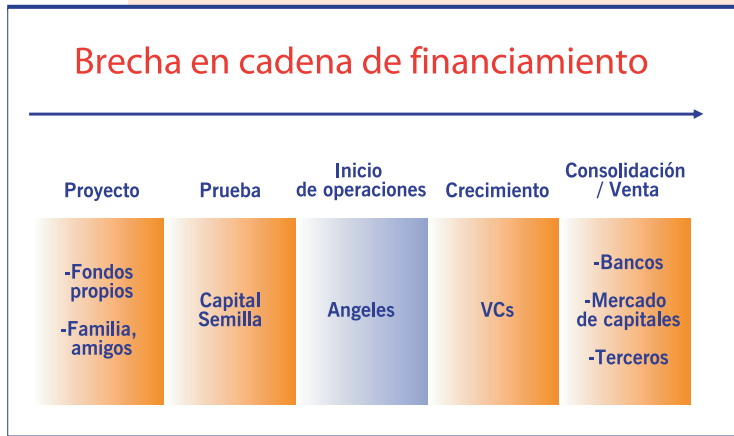 Brecha en cadena de financiamiento
Proyecto
Prueba
Inicio
de operaciones
Crecimiento
Consolidación
/ Venta
-Fondos
propios
-Familia,
amigos
Capital
Semilla
Angeles
VCs
-Bancos
-Mercado
de capitales
-Terceros